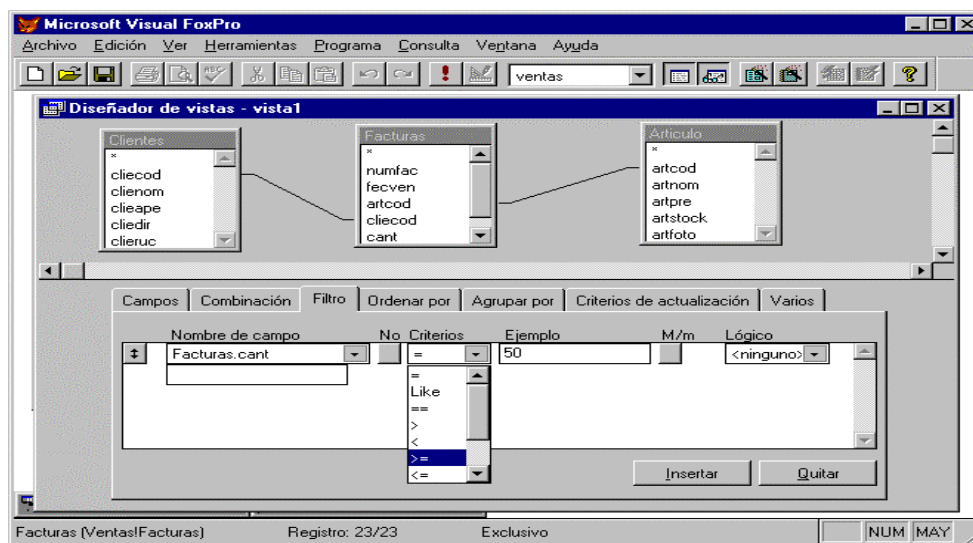 Microsoft Visual FoxPro
Archivo Edición Ver Herramientas Programa Consulta Ventana Ayuda
ventas
Diseñador de vistas - vista1
Clientes
*
cliecod
clienom
clieape
cliedir
clieruc
Facturas
*
numfac
fecven
artcod
cliecod
cant
Articulo
*
artcod
artnom
artpre
artstock
artfoto
Campos Combinación Filtro Ordenar por Agrupar por Criterios de actualización Varios
Nombre de campo No Criterios Ejemplo M/m Lógico
Facturas.cant = 50 <ninguno>
=
Like
==
>
<
>=
<=
Insertar Quitar
Facturas (Ventas!Facturas) Registro: 23/23 Exclusivo NUM MAY